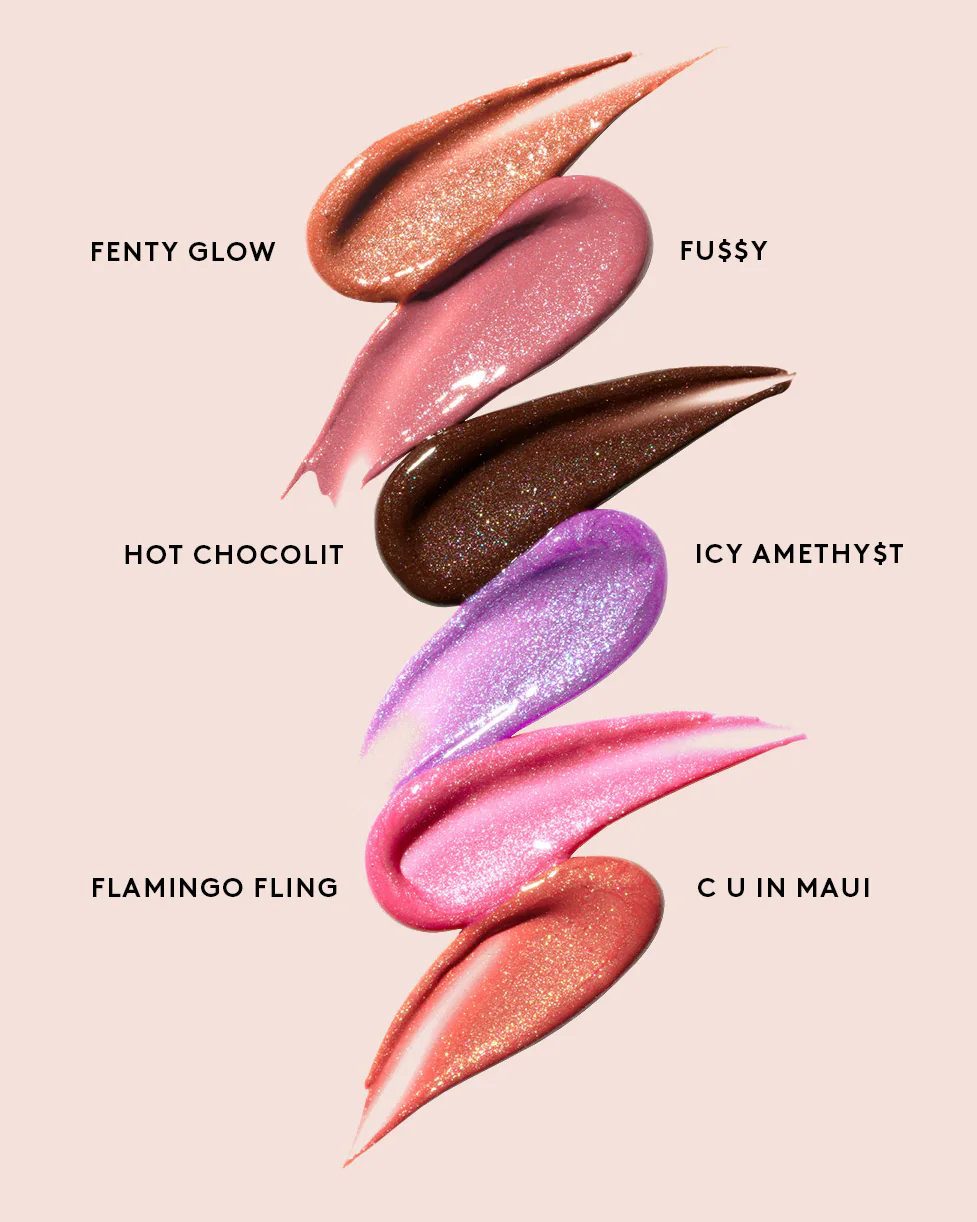 FENTY GLOW
FU$$Y
HOT CHOCOLIT
ICY AMETHY$T
FLAMINGO FLING
C U IN MAUI